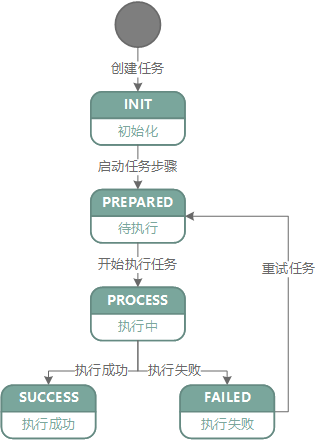 创建任务
INIT
初始化
启动任务步骤
PREPARED
待执行
开始执行任务
重试任务
PROCESS
执行中
执行成功
执行失败
SUCCESS
执行成功
FAILED
执行失败